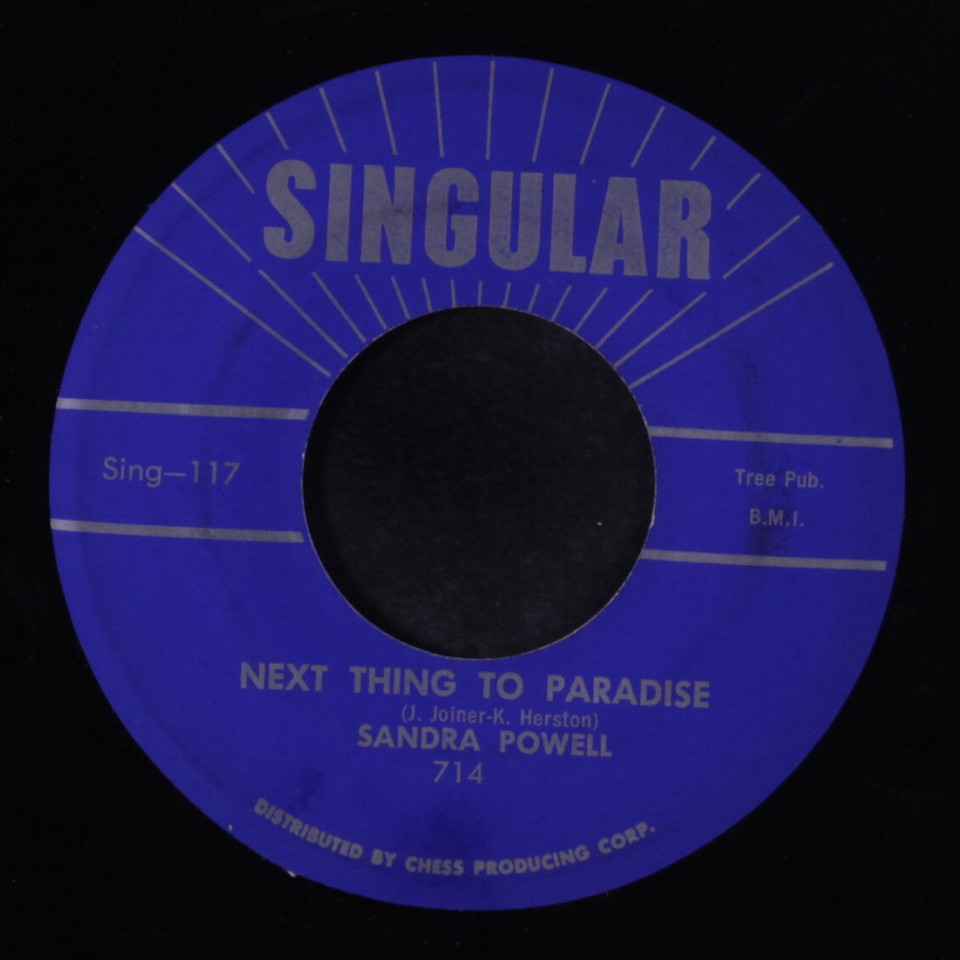 SINGULAR
Sing—117
Tree Pub.
B.M.I.
NEXT THING TO PARADISE
(J. Joiner-K. Herston)
SANDRA POWELL
714
DISTRIBUTED BY CHESS PRODUCING CORP.